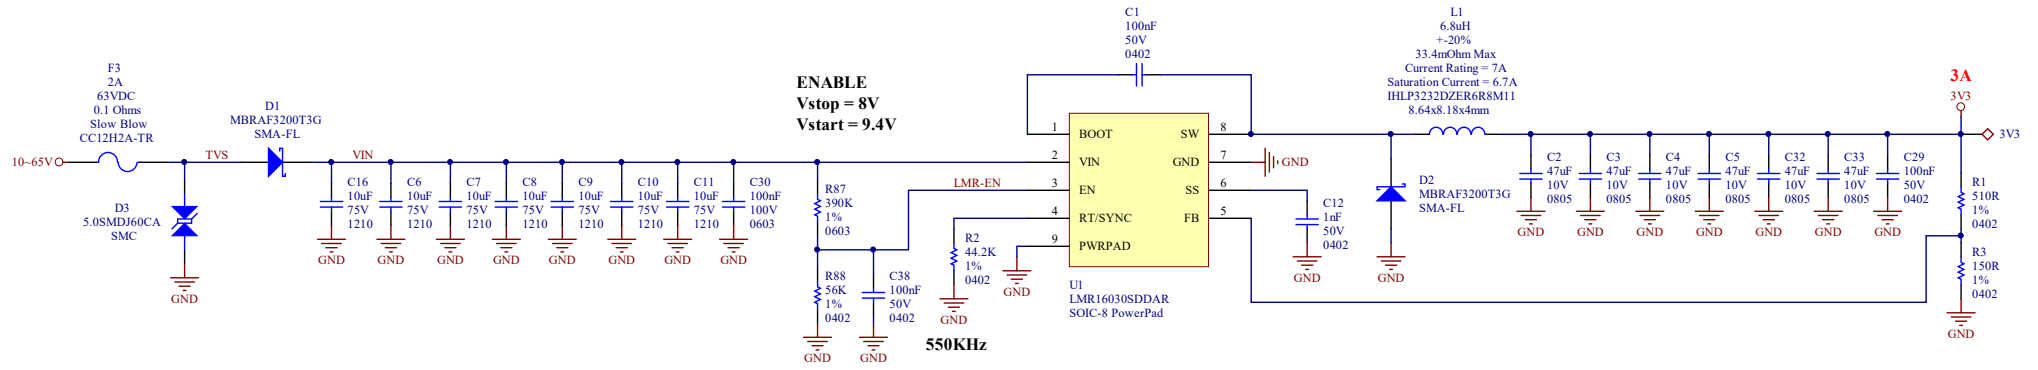 F3
2A
63VDC
0.1 Ohms
Slow Blow
CC12H2A-TR
10~65V
TVS
D3
5.0SMDJ60CA
SMC
GND
D1
MBRAF3200T3G
SMA-FL
VIN
C16
10uF
75V
1210
GND
C6
10uF
75V
1210
GND
C7
10uF
75V
1210
GND
C8
10uF
75V
1210
GND
C9
10uF
75V
1210
GND
C10
10uF
75V
1210
GND
C11
10uF
75V
1210
GND
C30
100nF
100V
0603
GND
ENABLE
Vstop = 8V
Vstart = 9.4V
R87
390K
1%
0603
R88
56K
1%
0402
GND
C38
100nF
50V
0402
GND
LMR-EN
R2
44.2K
1%
0402
GND
550KHz
GND
C1
100nF
50V
0402
1 BOOT
2 VIN
3 EN
4 RT/SYNC
9 PWRPAD
SW 8
GND 7
SS 6
FB 5
U1
LMR16030SDDAR
SOIC-8 PowerPad
GND
C12
1nF
50V
0402
GND
D2
MBRAF3200T3G
SMA-FL
GND
L1
6.8uH
+-20%
33.4mOhm Max
Current Rating = 7A
Saturation Current = 6.7A
IHLP3232DZER6R8M11
8.64x8.18x4mm
C2
47uF
10V
0805
GND
C3
47uF
10V
0805
GND
C4
47uF
10V
0805
GND
C5
47uF
10V
0805
GND
C32
47uF
10V
0805
GND
C33
47uF
10V
0805
GND
C29
100nF
50V
0402
GND
3A
3V3
3V3
R1
510R
1%
0402
R3
150R
1%
0402
GND